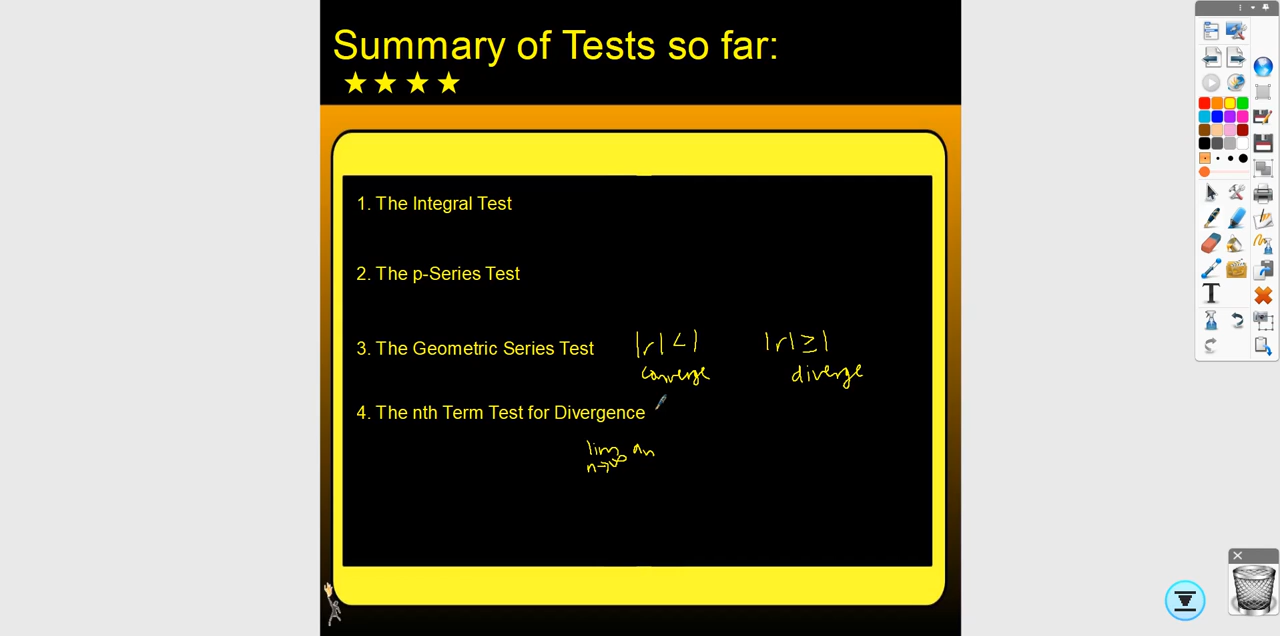 Summary of Tests so far:
★ ★ ★ ★
1. The Integral Test
2. The p-Series Test
3. The Geometric Series Test |r| < 1 |r| ≥ 1
converge diverge
4. The nth Term Test for Divergence
lim aₙ
n→∞
T